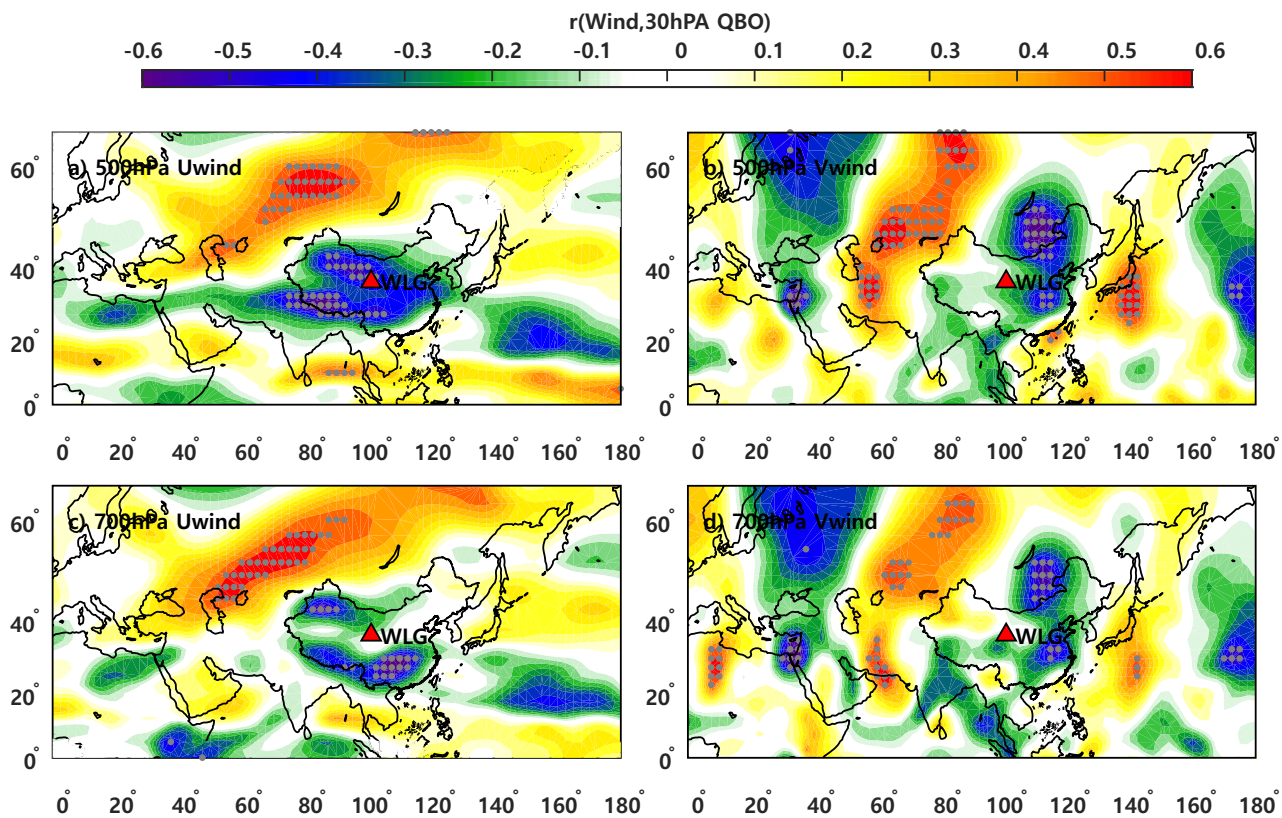 r(Wind,30hPA QBO)
-0.6 -0.5 -0.4 -0.3 -0.2 -0.1 0 0.1 0.2 0.3 0.4 0.5 0.6
a) 500hPa Uwind
b) 500hPa Vwind
60° 60°
40° 40°
WLG WLG
20° 20°
0° 0°
0° 20° 40° 60° 80° 100° 120° 140° 160° 180° 0° 20° 40° 60° 80° 100° 120° 140° 160° 180°
c) 700hPa Uwind
d) 700hPa Vwind
60° 60°
40° 40°
WLG WLG
20° 20°
0° 0°
0° 20° 40° 60° 80° 100° 120° 140° 160° 180° 0° 20° 40° 60° 80° 100° 120° 140° 160° 180°